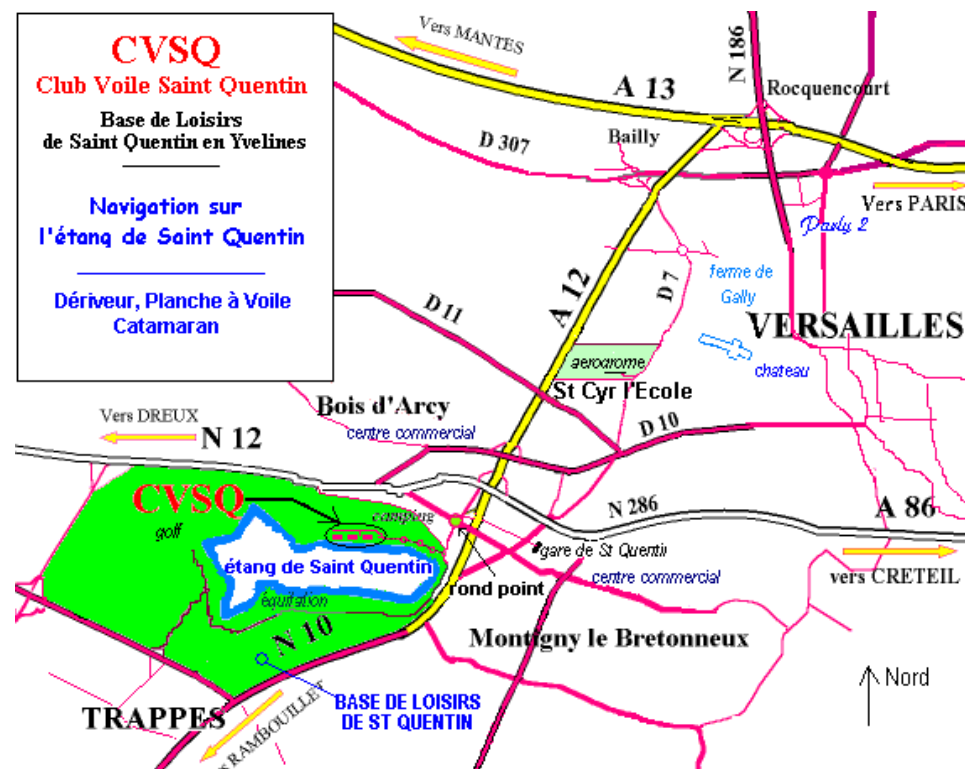 CVSQ
Club Voile Saint Quentin
Base de Loisirs
de Saint Quentin en Yvelines
Navigation sur
l'étang de Saint Quentin
Dériveur, Planche à Voile
Catamaran
Vers MANTES
A 13
N 186
Rocquencourt
D 307
Bailly
Vers PARIS
Parly 2
A 12
D 7
ferme de
Gally
D 11
VERSAILLES
aerodrome
chateau
St Cyr l'Ecole
Bois d'Arcy
Vers DREUX
N 12
centre commercial
D 10
CVSQ
camping
golf
N 286
A 86
gare de St Quentin
étang de Saint Quentin
centre commercial
vers CRETEIL
rond point
équitation
N 10
Montigny le Bretonneux
Nord
BASE DE LOISIRS
DE ST QUENTIN
TRAPPES
RAMBOUILLET